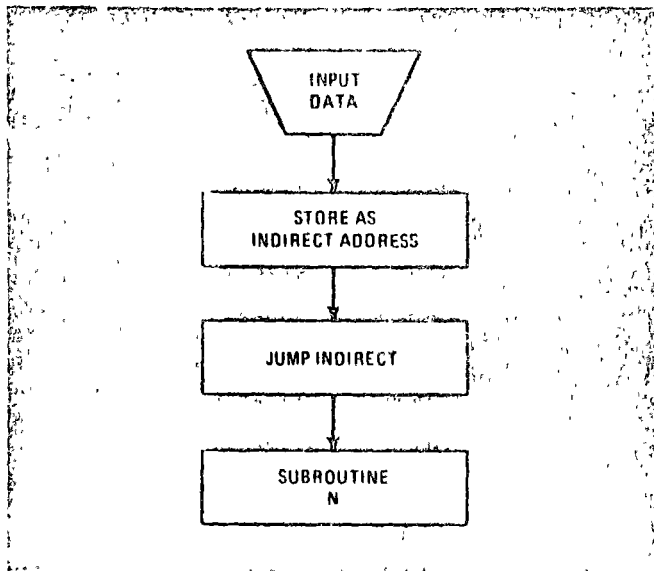 INPUT
DATA
STORE AS
INDIRECT ADDRESS
JUMP INDIRECT
SUBROUTINE
N